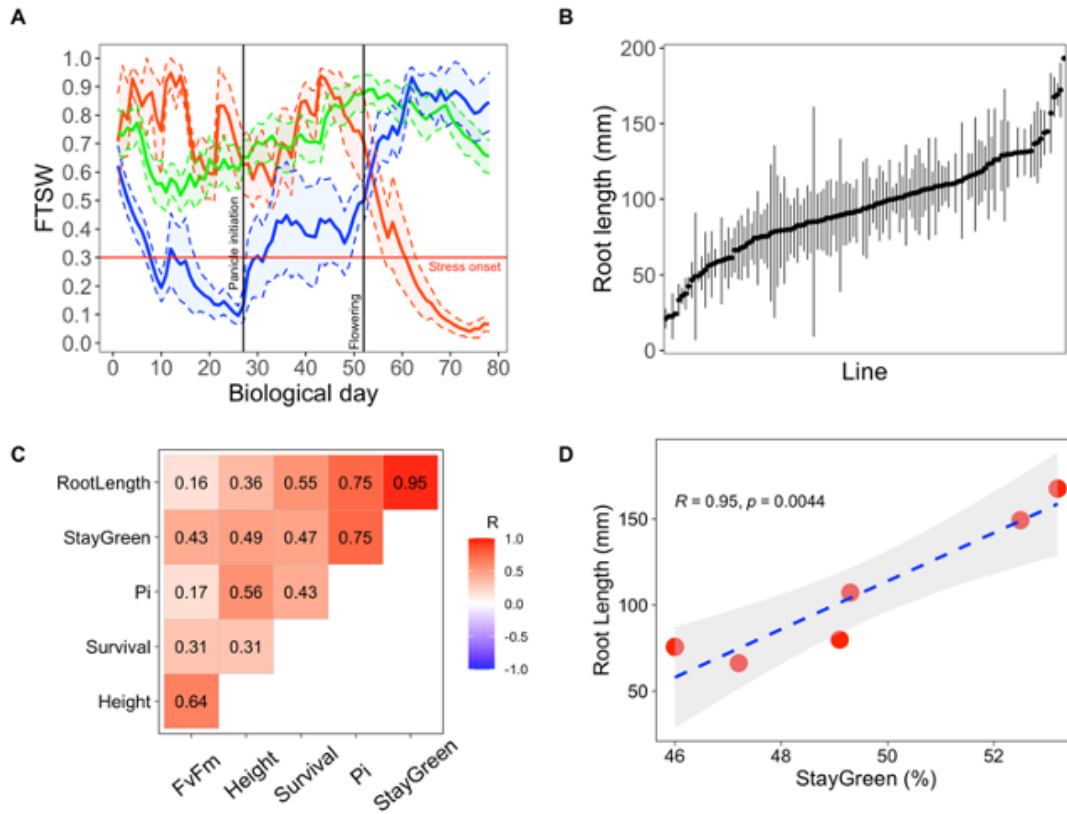 A
FTSW
1.0
0.9
0.8
0.7
0.6
0.5
0.4
0.3
0.2
0.1
0.0
Panicle initiation
Flowering
Stress onset
1 10 20 30 40 50 60 70 80
Biological day
B
Root length (mm)
200
150
100
50
0
Line
C
RootLength 0.16 0.36 0.55 0.75 0.95
StayGreen 0.43 0.49 0.47 0.75
Pi 0.17 0.56 0.43
Survival 0.31 0.31
Height 0.64
FvFm Height Survival Pi StayGreen
R
1.0
0.5
0.0
-0.5
-1.0
D
R = 0.95, p = 0.0044
Root Length (mm)
150
100
50
46 48 50 52
StayGreen (%)